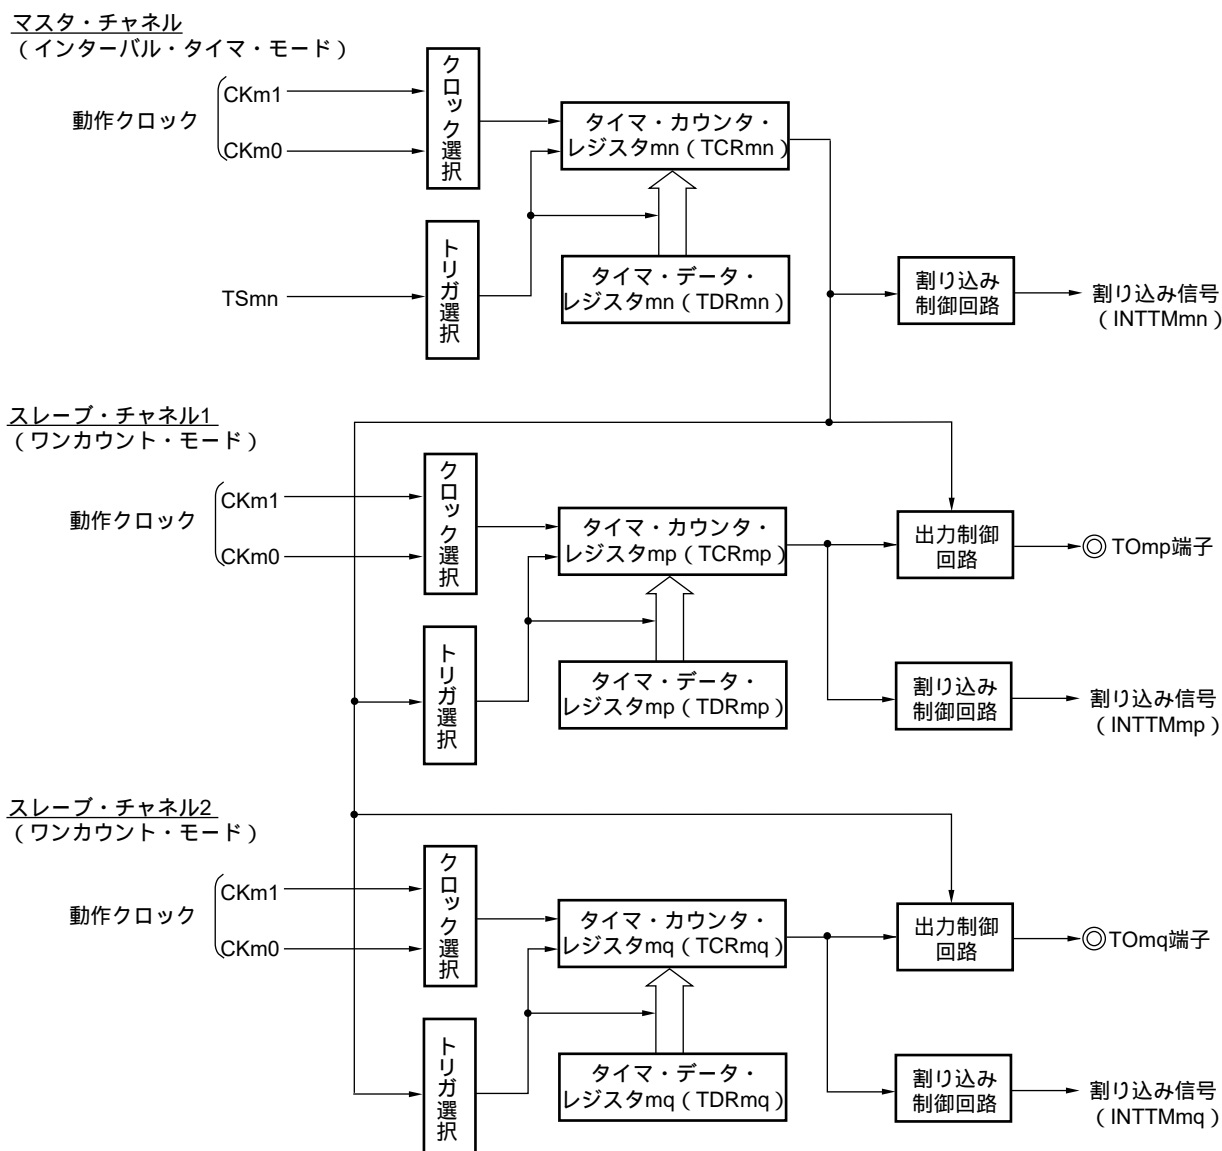 マスタ・チャネル
（インターバル・タイマ・モード）
動作クロック
CKm1
CKm0
クロック選択
タイマ・カウンタ・
レジスタmn（TCRmn）
TSmn
トリガ選択
タイマ・データ・
レジスタmn（TDRmn）
割り込み
制御回路
割り込み信号
（INTTMmn）
スレーブ・チャネル1
（ワンカウント・モード）
動作クロック
CKm1
CKm0
クロック選択
タイマ・カウンタ・
レジスタmp（TCRmp）
出力制御
回路
TOmp端子
トリガ選択
タイマ・データ・
レジスタmp（TDRmp）
割り込み
制御回路
割り込み信号
（INTTMmp）
スレーブ・チャネル2
（ワンカウント・モード）
動作クロック
CKm1
CKm0
クロック選択
タイマ・カウンタ・
レジスタmq（TCRmq）
出力制御
回路
TOmq端子
トリガ選択
タイマ・データ・
レジスタmq（TDRmq）
割り込み
制御回路
割り込み信号
（INTTMmq）